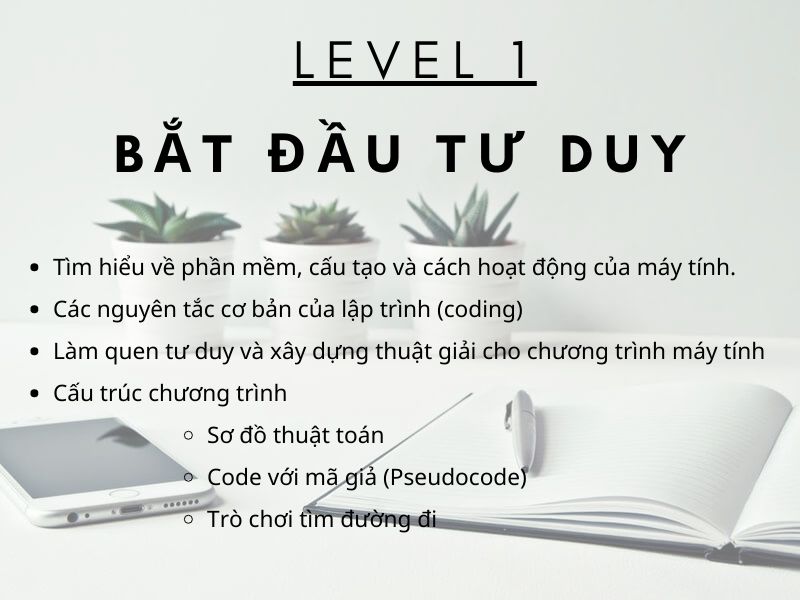 LEVEL 1
BẮT ĐẦU TƯ DUY
• Tìm hiểu về phần mềm, cấu tạo và cách hoạt động của máy tính.
• Các nguyên tắc cơ bản của lập trình (coding)
• Làm quen tư duy và xây dựng thuật giải cho chương trình máy tính
• Cấu trúc chương trình
○ Sơ đồ thuật toán
○ Code với mã giả (Pseudocode)
○ Trò chơi tìm đường đi